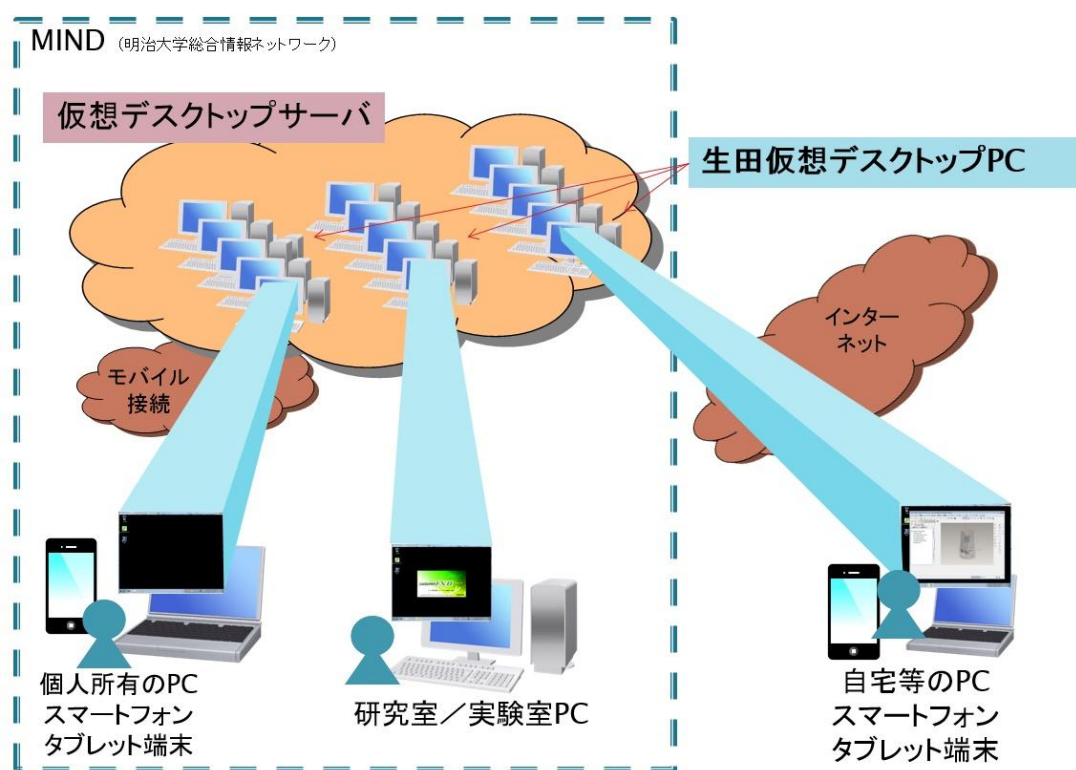 MIND (明治大学総合情報ネットワーク)
仮想デスクトップサーバ
生田仮想デスクトップPC
インター
ネット
モバイル
接続
個人所有のPC
スマートフォン
タブレット端末
研究室／実験室PC
自宅等のPC
スマートフォン
タブレット端末